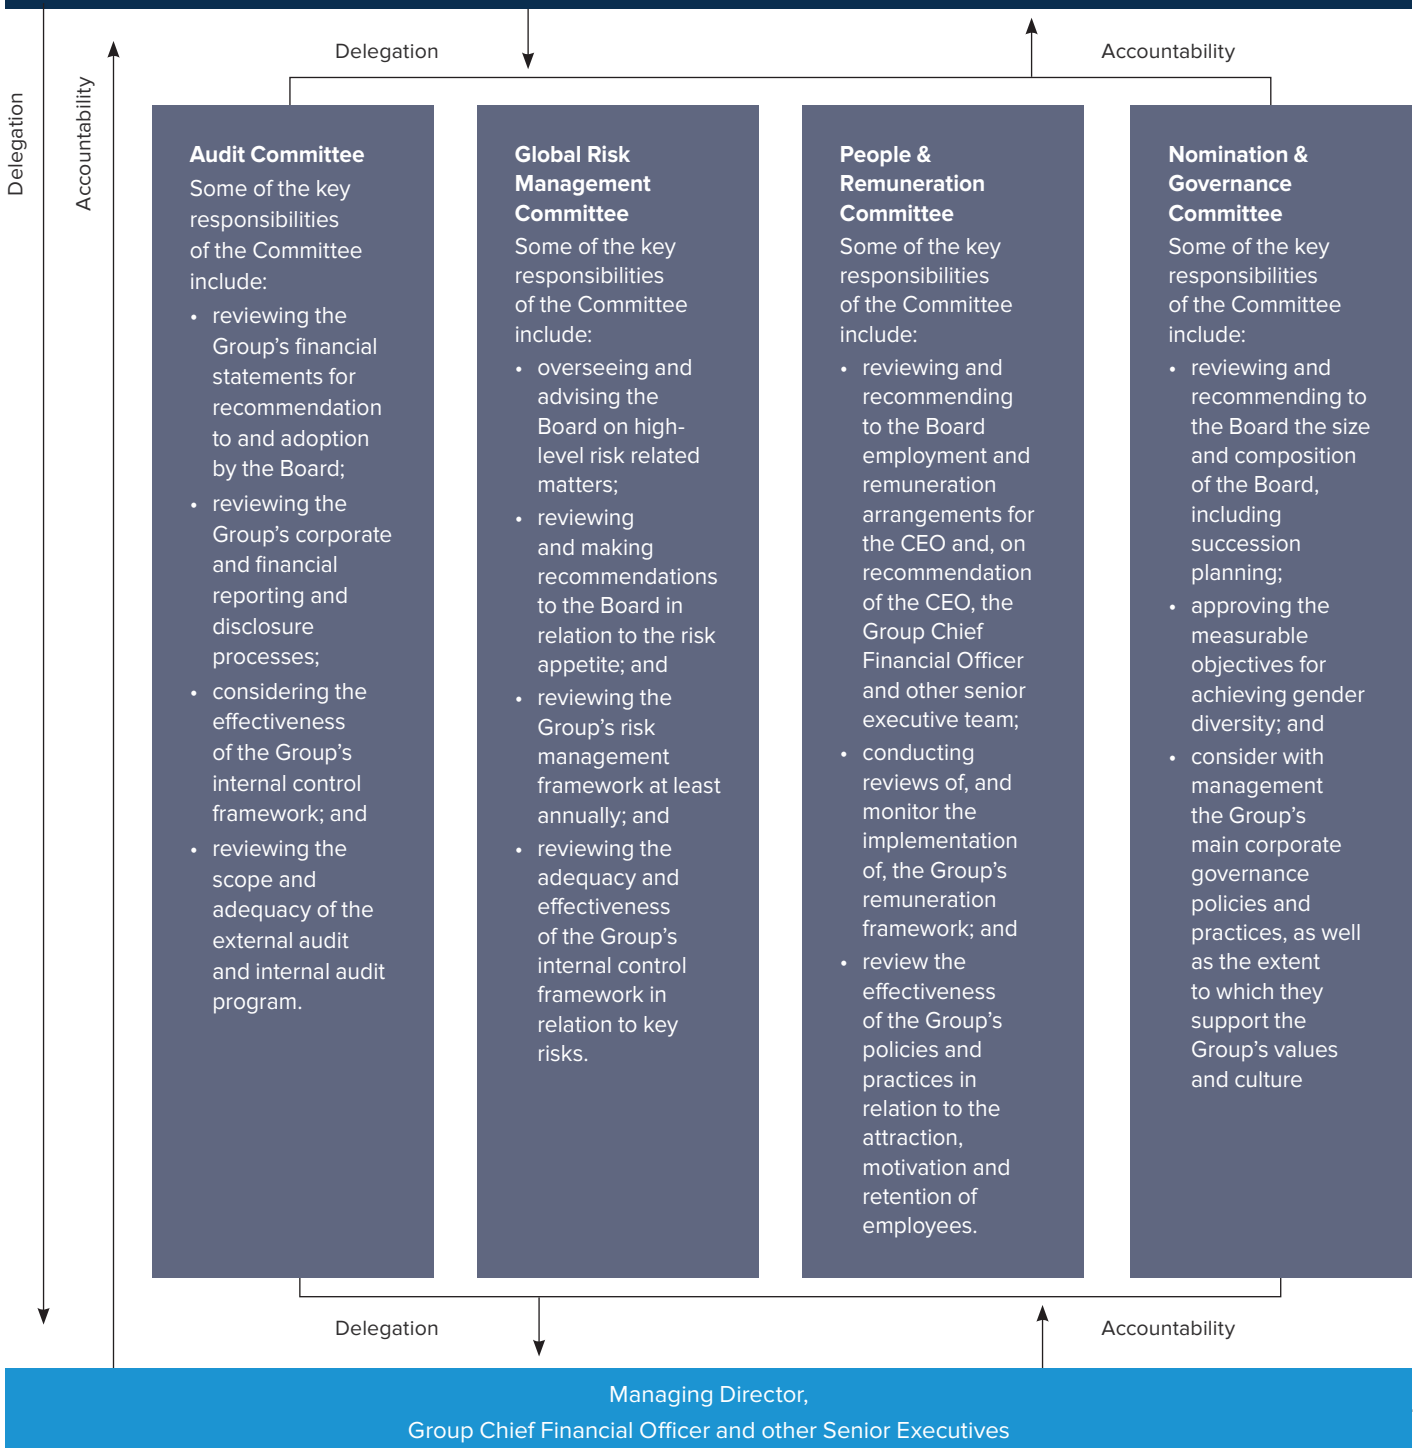 Delegation
Accountability
Delegation
Accountability
Audit Committee
Some of the key
responsibilities
of the Committee
include:
• reviewing the
Group’s financial
statements for
recommendation
to and adoption
by the Board;
• reviewing the
Group’s corporate
and financial
reporting and
disclosure
processes;
• considering the
effectiveness
of the Group’s
internal control
framework; and
• reviewing the
scope and
adequacy of the
external audit
and internal audit
program.
Global Risk
Management
Committee
Some of the key
responsibilities
of the Committee
include:
• overseeing and
advising the
Board on high-
level risk related
matters;
• reviewing
and making
recommendations
to the Board in
relation to the risk
appetite; and
• reviewing the
Group’s risk
management
framework at least
annually; and
• reviewing the
adequacy and
effectiveness
of the Group’s
internal control
framework in
relation to key
risks.
People &
Remuneration
Committee
Some of the key
responsibilities
of the Committee
include:
• reviewing and
recommending
to the Board
employment and
remuneration
arrangements for
the CEO and, on
recommendation
of the CEO, the
Group Chief
Financial Officer
and other senior
executive team;
• conducting
reviews of, and
monitor the
implementation
of, the Group’s
remuneration
framework; and
• review the
effectiveness
of the Group’s
policies and
practices in
relation to the
attraction,
motivation and
retention of
employees.
Nomination &
Governance
Committee
Some of the key
responsibilities
of the Committee
include:
• reviewing and
recommending to
the Board the size
and composition
of the Board,
including
succession
planning;
• approving the
measurable
objectives for
achieving gender
diversity; and
• consider with
management
the Group’s
main corporate
governance
policies and
practices, as well
as the extent
to which they
support the
Group’s values
and culture
Delegation
Accountability
Managing Director,
Group Chief Financial Officer and other Senior Executives